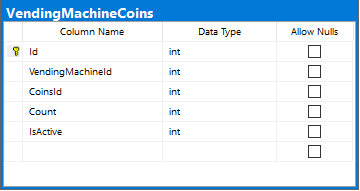 VendingMachineCoins
Column Name Data Type Allow Nulls
Id int
VendingMachineId int
CoinsId int
Count int
IsActive int